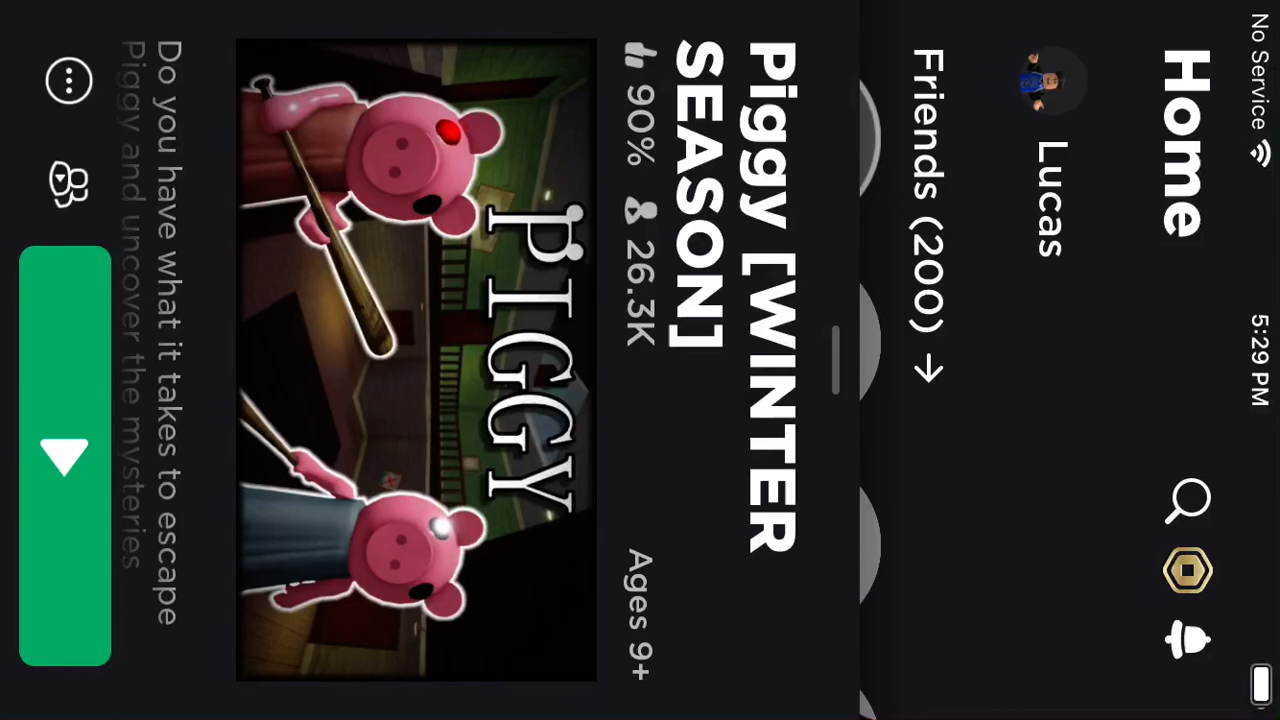 No Service 5:29 PM
Home
Lucas
Friends (200) →
Piggy [WINTER
SEASON]
90% 26.3K Ages 9+
PIGGY
Do you have what it takes to escape
Piggy and uncover the mysteries